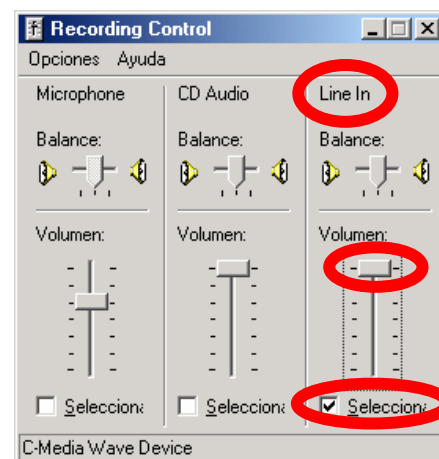 Recording Control
Opciones Ayuda
Microphone CD Audio Line In
Balance: Balance: Balance:
Volumen: Volumen: Volumen:
Selecciona Selecciona Selecciona
C-Media Wave Device